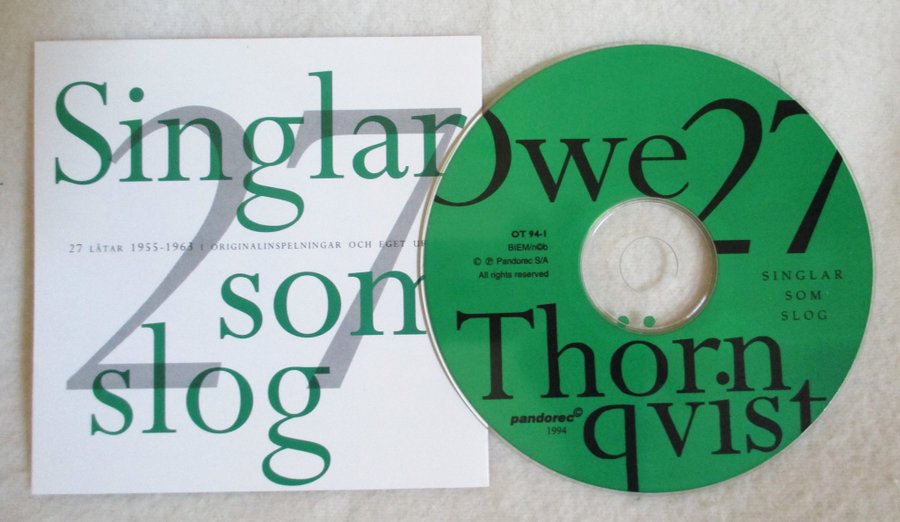 Singlar
27
27 LÅTAR 1955-1963 I ORIGINALINSPELNINGAR OCH EGET
som
slog
Owe 27
OT 94-1
BIEM/n©b
© ℗ Pandorec S/A
All rights reserved
SINGLAR
SOM
SLOG
Thorn
qvist
pandorec©
1994